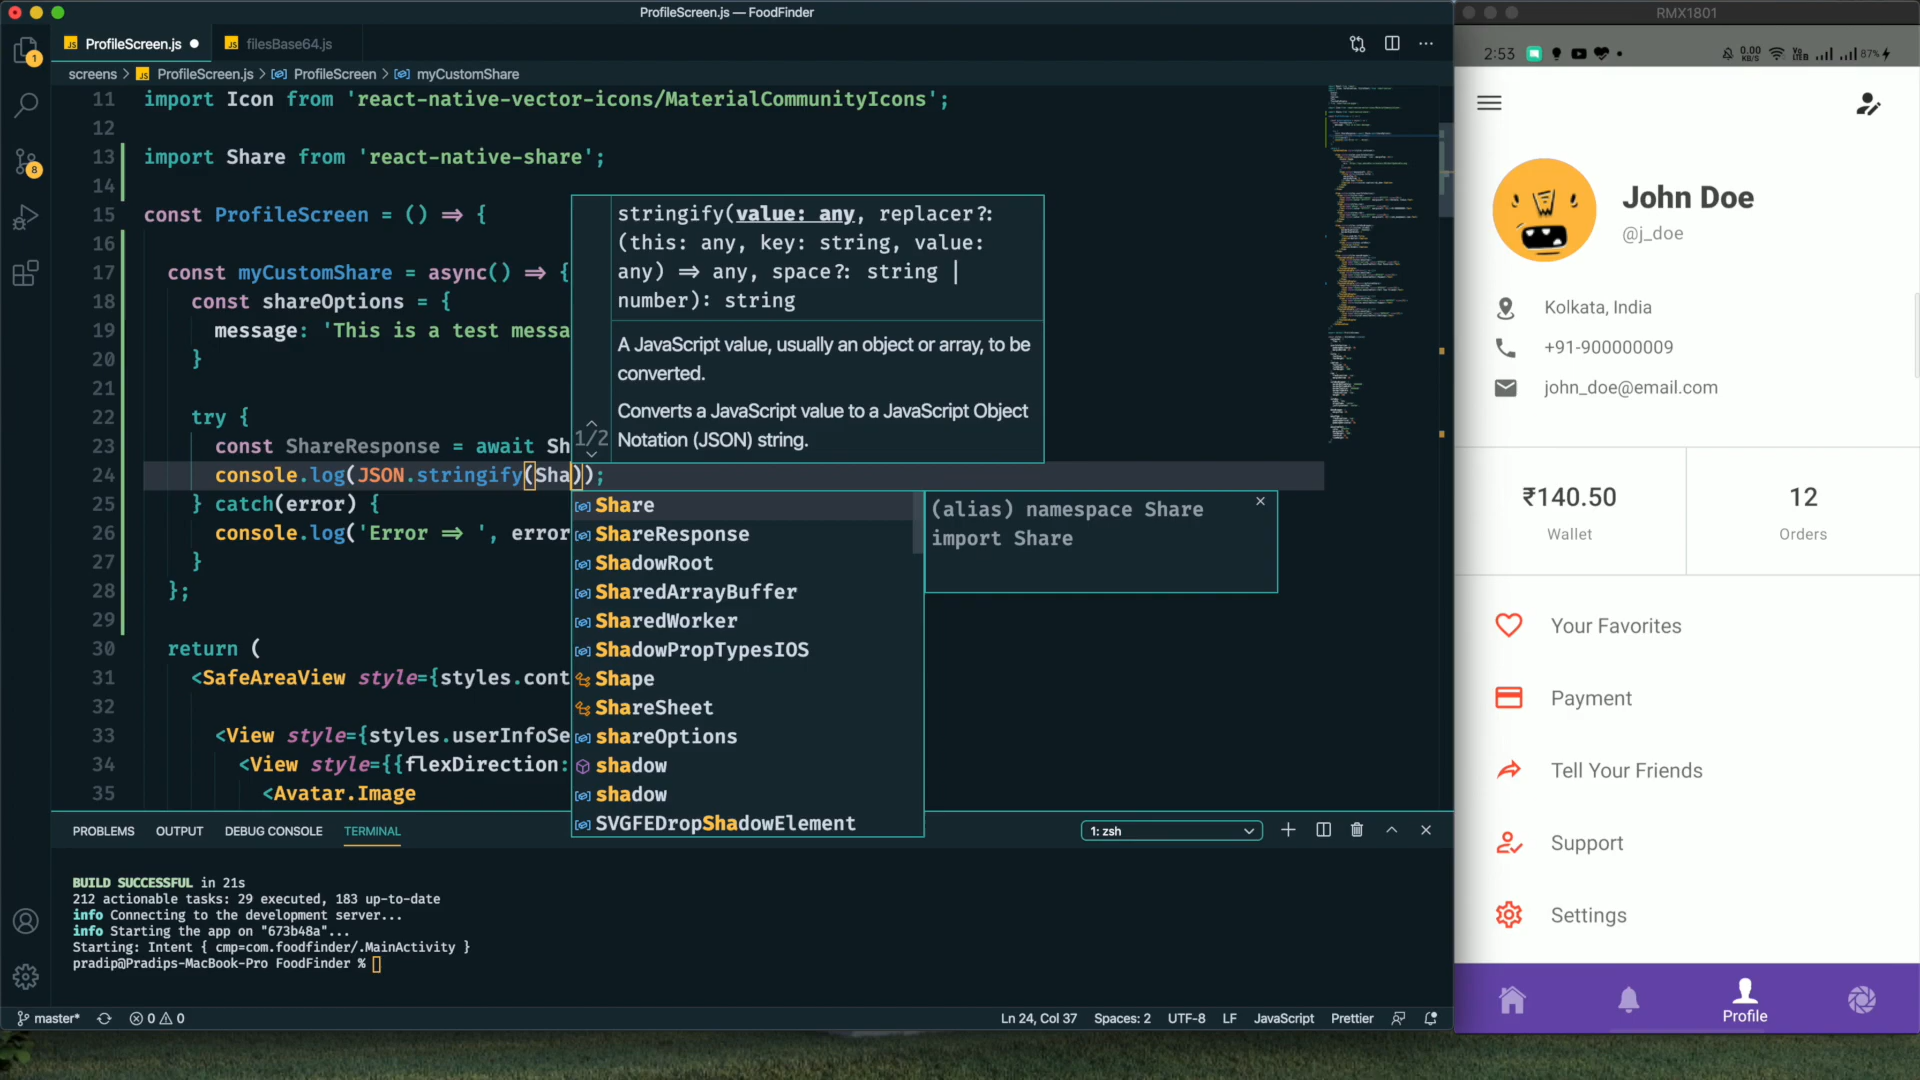 ProfileScreen.js — FoodFinder
RMX1801
JS ProfileScreen.js
JS filesBase64.js
screens > JS ProfileScreen.js > ProfileScreen > myCustomShare
11 import Icon from 'react-native-vector-icons/MaterialCommunityIcons';
12
13 import Share from 'react-native-share';
14
15 const ProfileScreen = () => {
16
17 const myCustomShare = async() => {
18 const shareOptions = {
19 message: 'This is a test messa
20 }
21
22 try {
23 const ShareResponse = await Sh
24 console.log(JSON.stringify(Sha));
25 } catch(error) {
26 console.log('Error => ', error
27 }
28 };
29
30 return (
31 <SafeAreaView style={styles.cont
32
33 <View style={styles.userInfoSe
34 <View style={{flexDirection:
35 <Avatar.Image
stringify(value: any, replacer?:
(this: any, key: string, value:
any) => any, space?: string |
number): string
A JavaScript value, usually an object or array, to be
converted.
Converts a JavaScript value to a JavaScript Object
Notation (JSON) string.
1/2
Share
ShareResponse
ShadowRoot
SharedArrayBuffer
SharedWorker
ShadowPropTypesIOS
Shape
ShareSheet
shareOptions
shadow
shadow
SVGFEDropShadowElement
(alias) namespace Share
import Share
1
8
PROBLEMS OUTPUT DEBUG CONSOLE TERMINAL
1: zsh
BUILD SUCCESSFUL in 21s
212 actionable tasks: 29 executed, 183 up-to-date
info Connecting to the development server...
info Starting the app on "673b48a"...
Starting: Intent { cmp=com.foodfinder/.MainActivity }
pradip@Pradips-MacBook-Pro FoodFinder %
master* 0 0
Ln 24, Col 37 Spaces: 2 UTF-8 LF JavaScript Prettier
2:53
0.00 KB/S
87%
John Doe
@j_doe
Kolkata, India
+91-900000009
john_doe@email.com
₹140.50
Wallet
12
Orders
Your Favorites
Payment
Tell Your Friends
Support
Settings
Profile